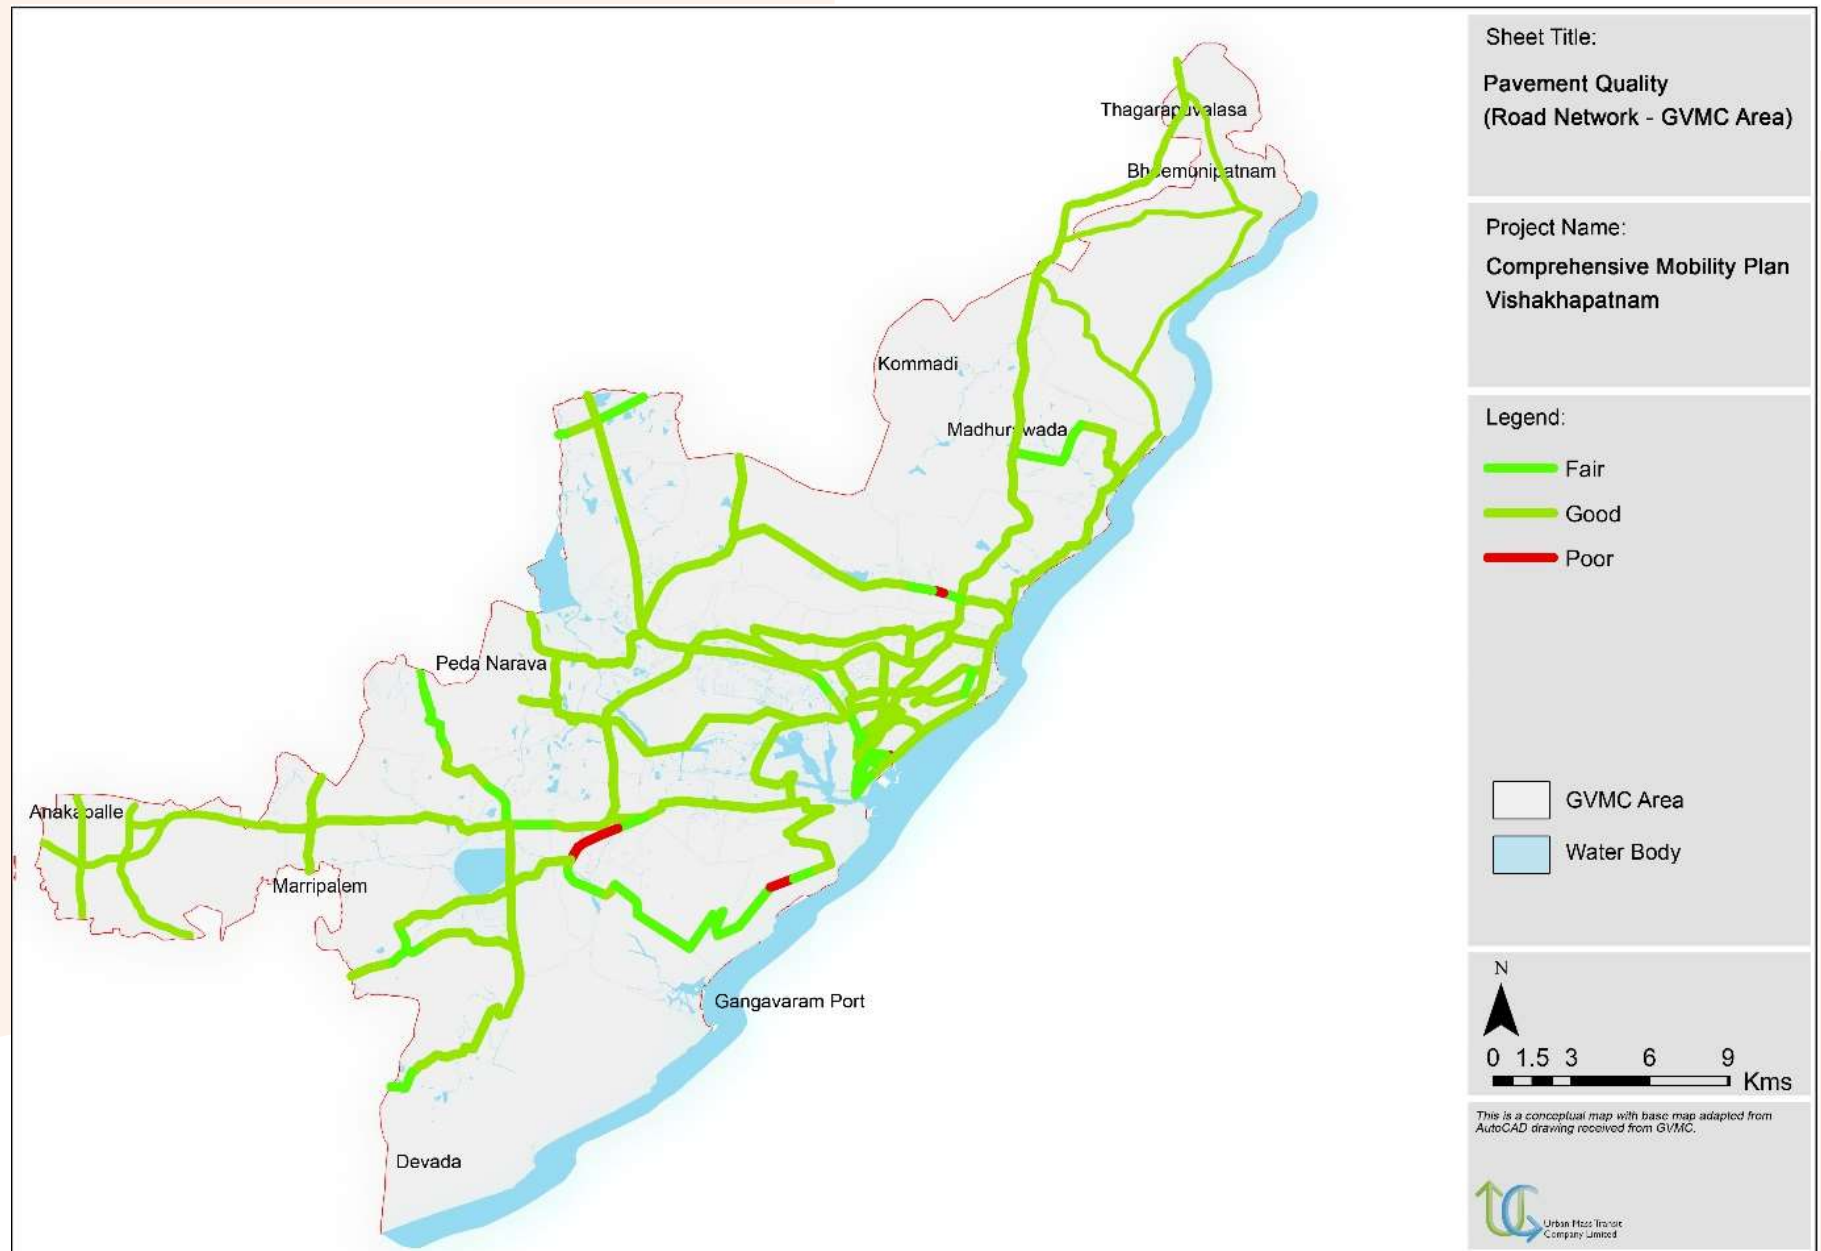 Thagarapuvalasa
Bheemunipatnam
Kommadi
Madhurawada
Peda Narava
Anakapalle
Marripalem
Gangavaram Port
Devada
Sheet Title:
Pavement Quality
(Road Network - GVMC Area)
Project Name:
Comprehensive Mobility Plan
Vishakhapatnam
Legend:
Fair
Good
Poor
GVMC Area
Water Body
N
0 1.5 3 6 9
Kms
This is a conceptual map with base map adapted from
AutoCAD drawing received from GVMC.
Urban Mass Transit
Company Limited